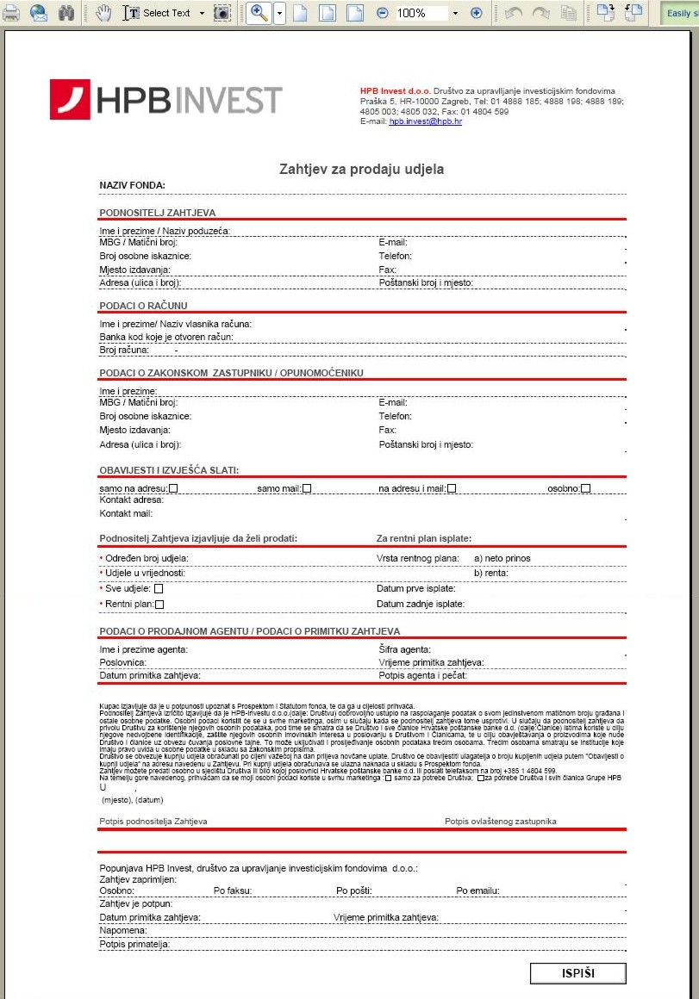 Select Text
100%
Easily s
HPB INVEST
HPB Invest d.o.o. Društvo za upravlljanje investicijskim fondovima
Praška 5, HR-10000 Zagreb, Tel: 01 4888 185; 4888 198; 4888 189;
4805 003; 4805 032, Fax: 01 4804 599
E-mail: hpb.invest@hpb.hr
Zahtjev za prodaju udjela
NAZIV FONDA:
PODNOSITELJ ZAHTJEVA
Ime i prezime / Naziv poduzeća:
MBG / Matični broj: E-mail:
Broj osobne iskaznice: Telefon:
Mjesto izdavanja: Fax:
Adresa (ulica i broj): Poštanski broj i mjesto:
PODACI O RAČUNU
Ime i prezime/ Naziv vlasnika računa:
Banka kod koje je otvoren račun:
Broj računa: -
PODACI O ZAKONSKOM ZASTUPNIKU / OPUNOMOĆENIKU
Ime i prezime:
MBG / Matični broj: E-mail:
Broj osobne iskaznice: Telefon:
Mjesto izdavanja: Fax:
Adresa (ulica i broj): Poštanski broj i mjesto:
OBAVIJESTI I IZVJEŠĆA SLATI:
samo na adresu: samo mail: na adresu i mail: osobno:
Kontakt adresa:
Kontakt mail:
Podnositelj Zahtjeva izjavljuje da želi prodati: Za rentni plan isplate:
• Određen broj udjela: Vrsta rentnog plana: a) neto prinos
• Udjele u vrijednosti: b) renta:
• Sve udjele: Datum prve isplate:
• Rentni plan: Datum zadnje isplate:
PODACI O PRODAJNOM AGENTU / PODACI O PRIMITKU ZAHTJEVA
Ime i prezime agenta: Šifra agenta:
Poslovnica: Vrijeme primitka zahtjeva:
Datum primitka zahtjeva: Potpis agenta i pečat:
Kupac izjavljuje da je u potpunosti upoznat s Prospektom i Statutom fonda, te da ga u cijelosti prihvaća.
Podnositelj Zahtjeva izričito izjavljuje da je HPB-Investu d.o.o.(dalje: Društvu) dobrovoljno ustupio na raspolaganje podatak o svom jedinstvenom matičnom broju građana i
ostale osobne podatke. Osobni podaci koristit će se u svrhe marketinga, osim u slučaju kada se podnositelj zahtjeva tome usprotivi. U slučaju da podnositelj zahtjeva da
privolu Društvu za korištenje njegovih osobnih podataka, pod time se smatra da se Društvo i sve članice Hrvatske poštanske banke d.d. (dalje:Članice) istima koriste u cilju
njegove nedvojbene identifikacije, zaštite njegovih osobnih imovinskih interesa u poslovanju s Društvom i Članicama, te u cilju obavještavanja o proizvodima koje nude
Društvo i članice uz obvezu čuvanja poslovne tajne. To može uključivati i prosljeđivanje osobnih podataka trećim osobama. Trećim osobama smatraju se institucije koje
imaju pravo uvida u osobne podatke u skladu sa zakonskim propisima.
Društvo se obvezuje kupnju udjela obračunati po cijeni važećoj na dan prijeva novčane uplate. Društvo će obavijestiti ulagatelja o broju kupljenih udjela putem "Obavijesti o
kupnji udjela" na adresu navedenu u Zahtjevu. Pri kupnji udjela obračunava se ulazna naknada u skladu s Prospektom fonda.
Zahtjev možete predati osobno u sjedištu Društva ili bilo kojoj poslovnici Hrvatske poštanske banke d.d. ili poslati telefaksom na broj +385 1 4804 599.
Na temelju gore navedenog, prihvaćam da se moji osobni podaci koriste u svrhu marketinga : samo za potrebe Društva; za potrebe Društva i svih članica Grupe HPB
U ,
(mjesto), (datum)
Potpis podnositelja Zahtjeva Potpis ovlaštenog zastupnika
Popunjava HPB Invest, društvo za upravljanje investicijskim fondovima d.o.o.:
Zahtjev zaprimljen:
Osobno: Po faksu: Po pošti: Po emailu:
Zahtjev je potpun:
Datum primitka zahtjeva: Vrijeme primitka zahtjeva:
Napomena:
Potpis primatelja:
ISPIŠI